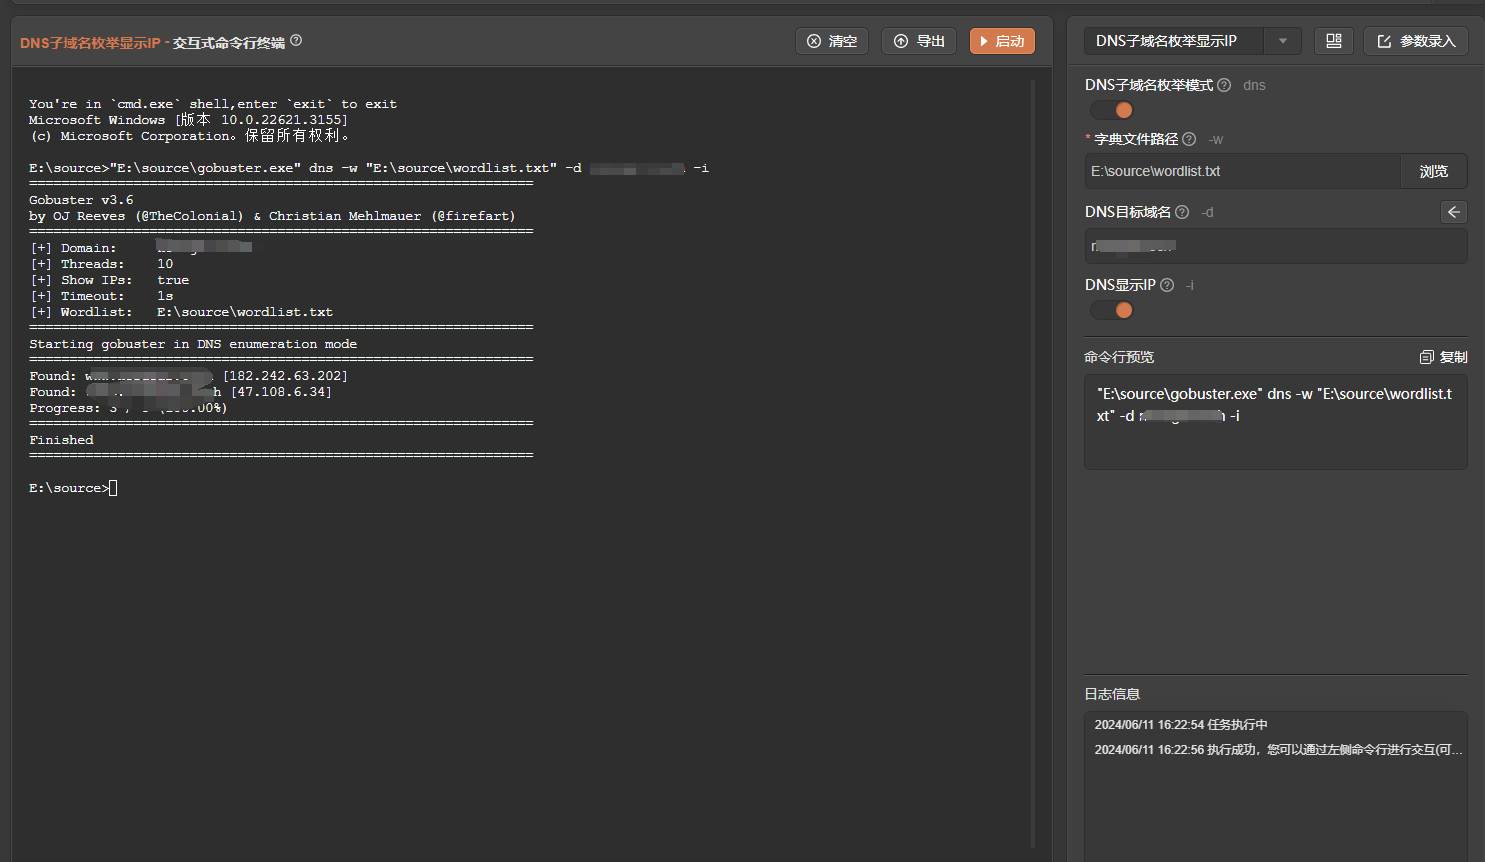 DNS子域名枚举显示IP - 交互式命令行终端
清空
导出
启动
You're in `cmd.exe` shell,enter `exit` to exit
Microsoft Windows [版本 10.0.22621.3155]
(c) Microsoft Corporation。保留所有权利。
E:\source>"E:\source\gobuster.exe" dns -w "E:\source\wordlist.txt" -d -i
===============================================================
Gobuster v3.6
by OJ Reeves (@TheColonial) & Christian Mehlmauer (@firefart)
===============================================================
[+] Domain:
[+] Threads: 10
[+] Show IPs: true
[+] Timeout: 1s
[+] Wordlist: E:\source\wordlist.txt
===============================================================
Starting gobuster in DNS enumeration mode
===============================================================
Found: [182.242.63.202]
Found: [47.108.6.34]
Progress:
===============================================================
Finished
===============================================================
E:\source>
DNS子域名枚举显示IP
参数录入
DNS子域名枚举模式 dns
* 字典文件路径 -w
E:\source\wordlist.txt
浏览
DNS目标域名 -d
DNS显示IP -i
命令行预览
复制
"E:\source\gobuster.exe" dns -w "E:\source\wordlist.t
xt" -d -i
日志信息
2024/06/11 16:22:54 任务执行中
2024/06/11 16:22:56 执行成功，您可以通过左侧命令行进行交互(可...